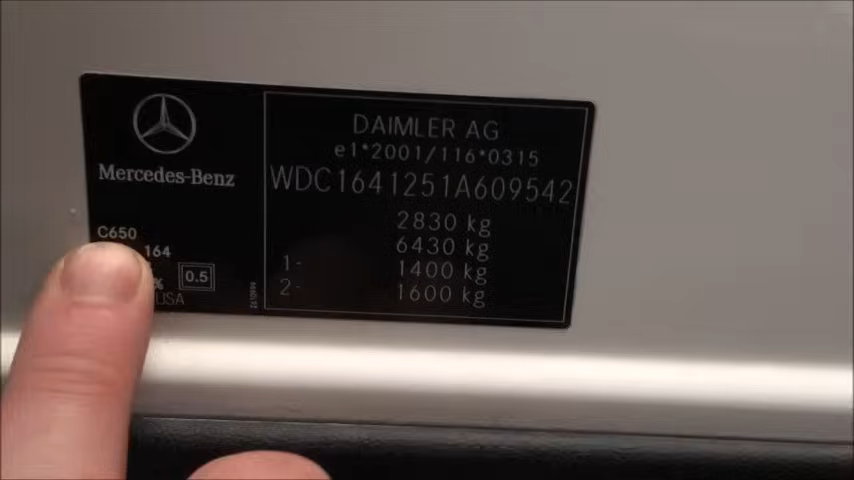 Mercedes-Benz
C650
164
% 0.5
USA
DAIMLER AG
e1*2001/116*0315
WDC1641251A609542
2830 kg
6430 kg
1- 1400 kg
2- 1600 kg